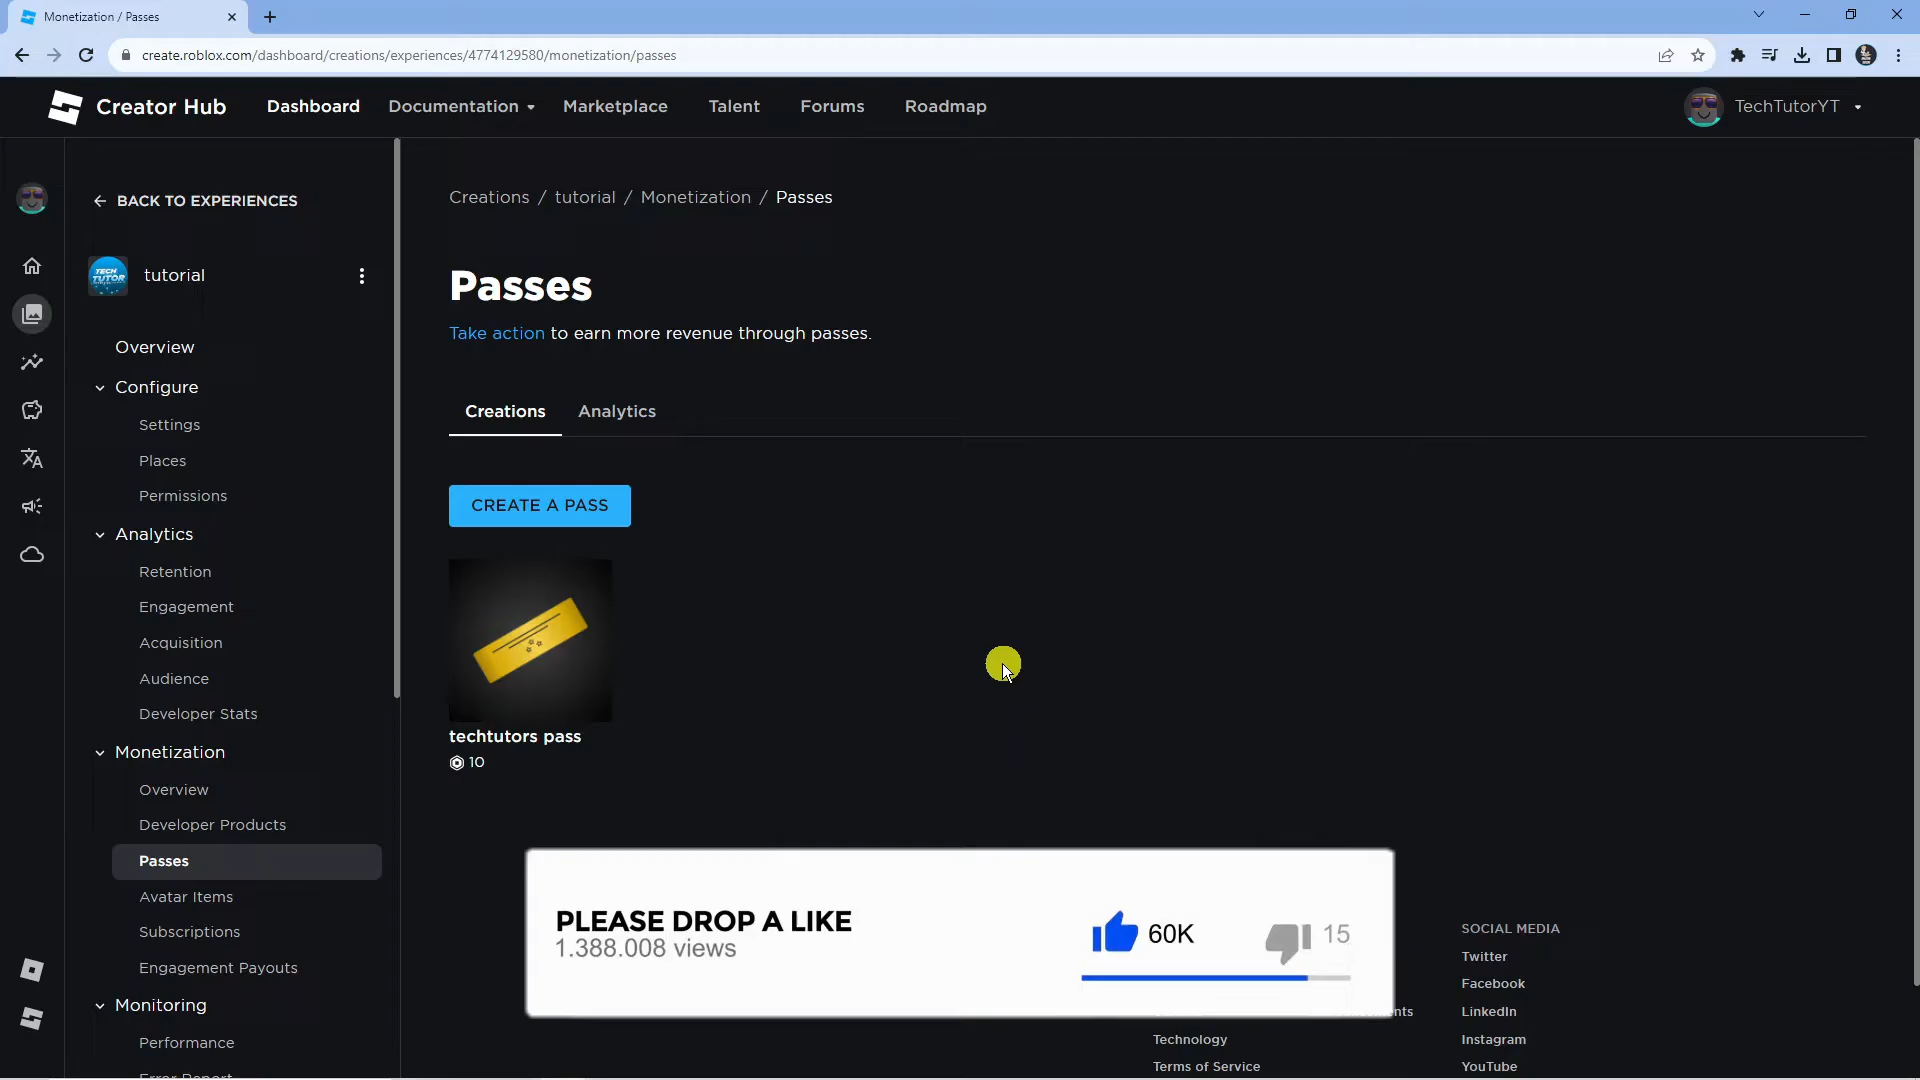 Monetization / Passes
create.roblox.com/dashboard/creations/experiences/4774129580/monetization/passes
Creator Hub
Dashboard
Documentation
Marketplace
Talent
Forums
Roadmap
TechTutorYT
BACK TO EXPERIENCES
TECH
TUTOR
tutorial
Overview
Configure
Settings
Places
Permissions
Analytics
Retention
Engagement
Acquisition
Audience
Developer Stats
Monetization
Overview
Developer Products
Passes
Avatar Items
Subscriptions
Engagement Payouts
Monitoring
Performance
Error Report
Creations / tutorial / Monetization / Passes
Passes
Take action to earn more revenue through passes.
Creations
Analytics
CREATE A PASS
techtutors pass
10
PLEASE DROP A LIKE
1.388.008 views
60K
15
Technology
Terms of Service
SOCIAL MEDIA
Twitter
Facebook
LinkedIn
Instagram
YouTube